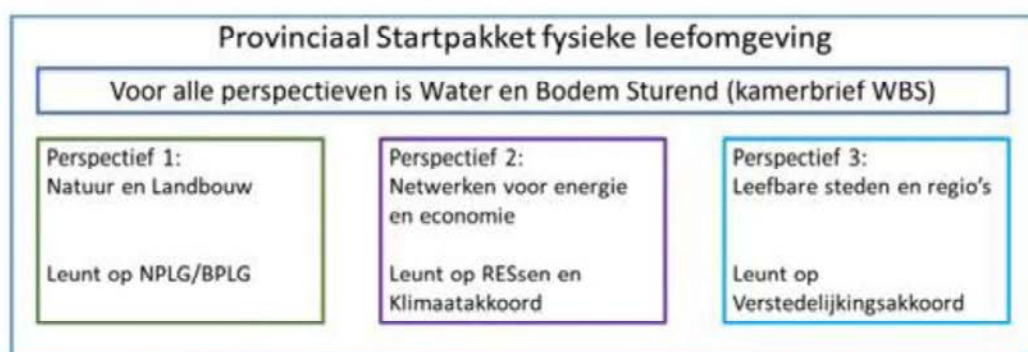 Provinciaal Startpakket fysieke leefomgeving
Voor alle perspectieven is Water en Bodem Sturend (kamerbrief WBS)
Perspectief 1:
Natuur en Landbouw
Leunt op NPLG/BPLG
Perspectief 2:
Netwerken voor energie
en economie
Leunt op RESsen en
Klimaatakkoord
Perspectief 3:
Leefbare steden en regio's
Leunt op
Verstedelijkingsakkoord